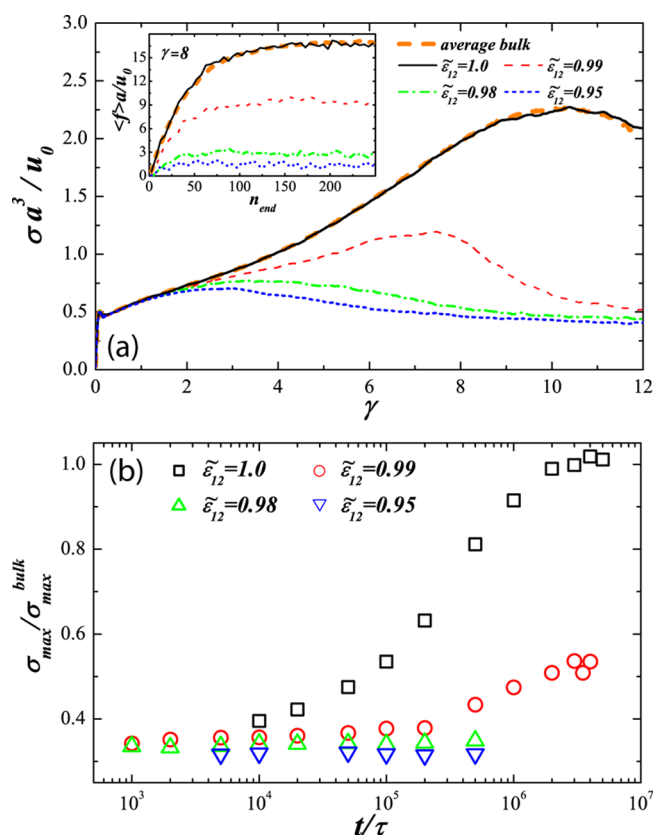 3.0
2.5
2.0
1.5
1.0
0.5
0.0
σ a³ / u₀
0 2 4 6 8 10 12
γ
(a)
average bulk
ε̃₁₂=1.0
ε̃₁₂=0.99
ε̃₁₂=0.98
ε̃₁₂=0.95
γ=8
15
12
9
6
3
0
<f>a/u₀
0 50 100 150 200
n_end
(b)
ε̃₁₂=1.0
ε̃₁₂=0.99
ε̃₁₂=0.98
ε̃₁₂=0.95
1.0
0.8
0.6
0.4
σ_max/σ_max^bulk
10³ 10⁴ 10⁵ 10⁶ 10⁷
t/τ